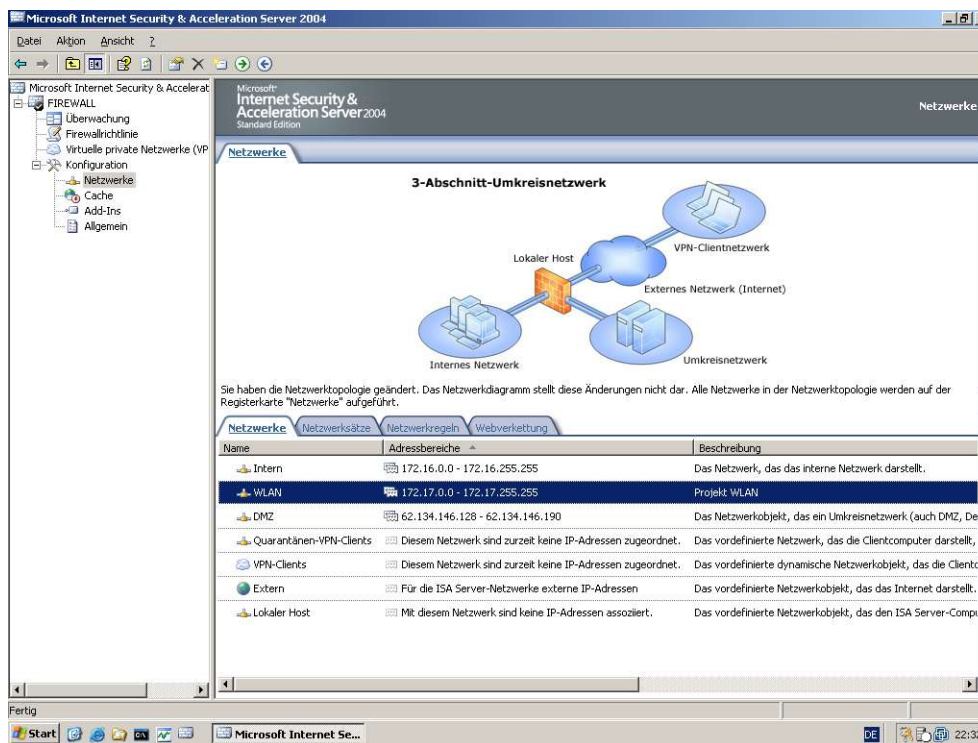 Microsoft Internet Security & Acceleration Server 2004
Datei Aktion Ansicht ?
Microsoft Internet Security & Accelerat
FIREWALL
Überwachung
Firewallrichtlinie
Virtuelle private Netzwerke (VP
Konfiguration
Netzwerke
Cache
Add-Ins
Allgemein
Microsoft
Internet Security &
Acceleration Server 2004
Standard Edition
Netzwerke
Netzwerke
3-Abschnitt-Umkreisnetzwerk
VPN-Clientnetzwerk
Lokaler Host
Externes Netzwerk (Internet)
Umkreisnetzwerk
Internes Netzwerk
Sie haben die Netzwerktopologie geändert. Das Netzwerkdiagramm stellt diese Änderungen nicht dar. Alle Netzwerke in der Netzwerktopologie werden auf der
Registerkarte "Netzwerke" aufgeführt.
Netzwerke Netzwerksätze Netzwerkregeln Webverkettung
Name Adressbereiche Beschreibung
Intern 172.16.0.0 - 172.16.255.255 Das Netzwerk, das das interne Netzwerk darstellt.
WLAN 172.17.0.0 - 172.17.255.255 Projekt WLAN
DMZ 62.134.146.128 - 62.134.146.190 Das Netzwerkobjekt, das ein Umkreisnetzwerk (auch DMZ, De
Quarantänen-VPN-Clients Diesem Netzwerk sind zurzeit keine IP-Adressen zugeordnet. Das vordefinierte Netzwerk, das die Clientcomputer darstellt,
VPN-Clients Diesem Netzwerk sind zurzeit keine IP-Adressen zugeordnet. Das vordefinierte dynamische Netzwerkobjekt, das die Cliento
Extern Für die ISA Server-Netzwerke externe IP-Adressen Das vordefinierte Netzwerkobjekt, das das Internet darstellt.
Lokaler Host Mit diesem Netzwerk sind keine IP-Adressen assoziiert. Das vordefinierte Netzwerkobjekt, das den ISA Server-Compu
Fertig
Start Microsoft Internet Se... DE